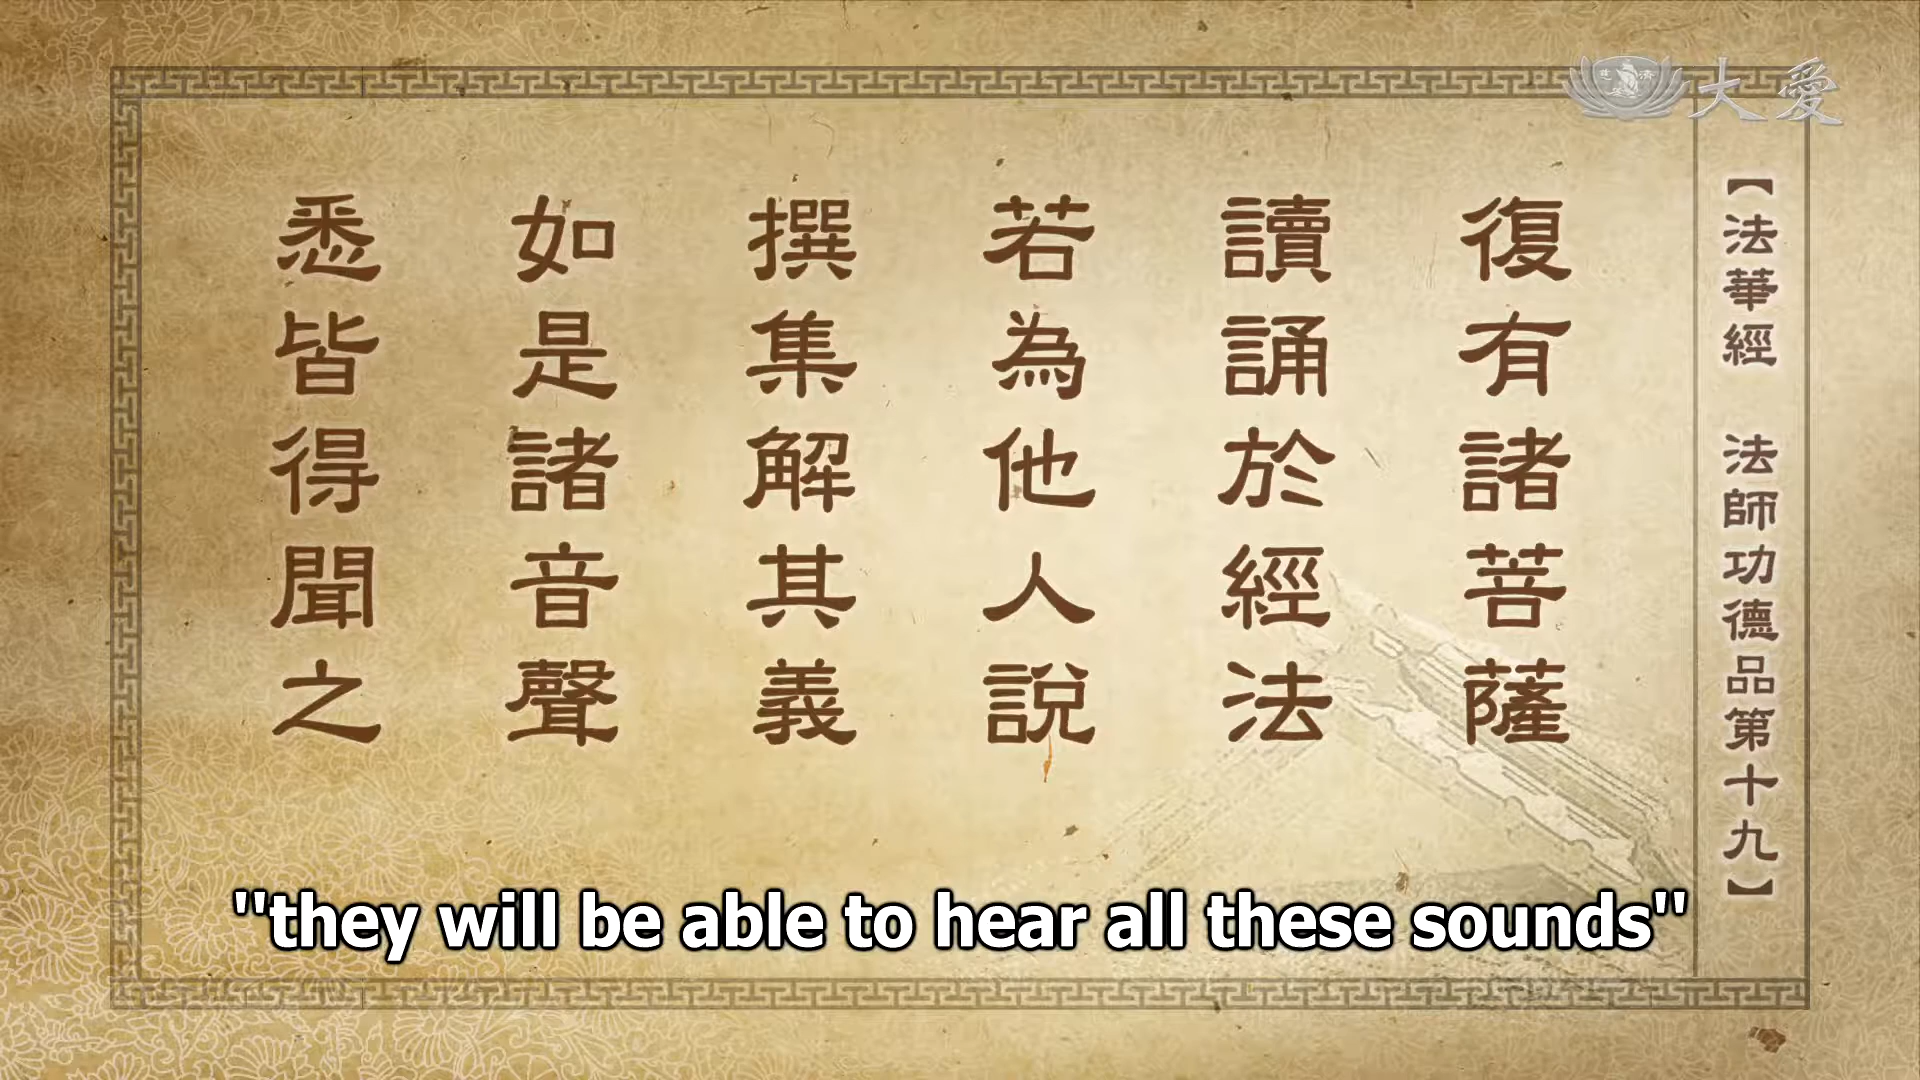 慈濟
大愛
【法華經　法師功德品第十九】
復有諸菩薩
讀誦於經法
若為他人說
撰集解其義
如是諸音聲
悉皆得聞之
"they will be able to hear all these sounds"